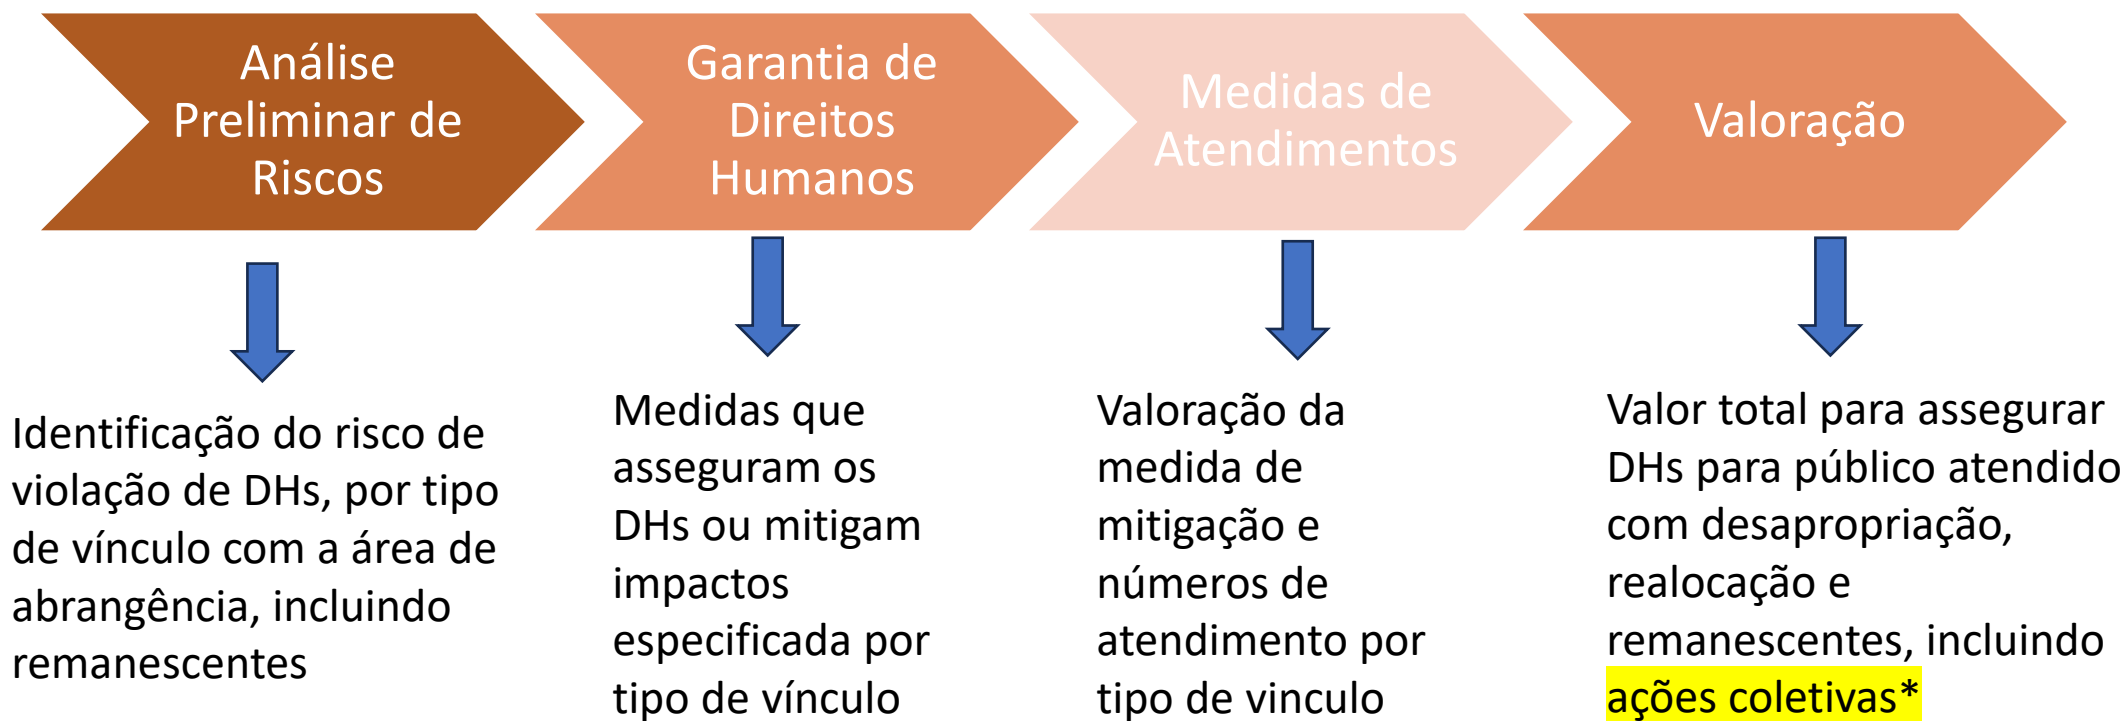 Análise
Preliminar de
Riscos
Garantia de
Direitos
Humanos
Medidas de
Atendimentos
Valoração
Identificação do risco de
violação de DHs, por tipo
de vínculo com a área de
abrangência, incluindo
remanescentes
Medidas que
asseguram os
DHs ou mitigam
impactos
especificada por
tipo de vínculo
Valoração da
medida de
mitigação e
números de
atendimento por
tipo de vinculo
Valor total para assegurar
DHs para público atendido
com desapropriação,
realocação e
remanescentes, incluindo
ações coletivas*